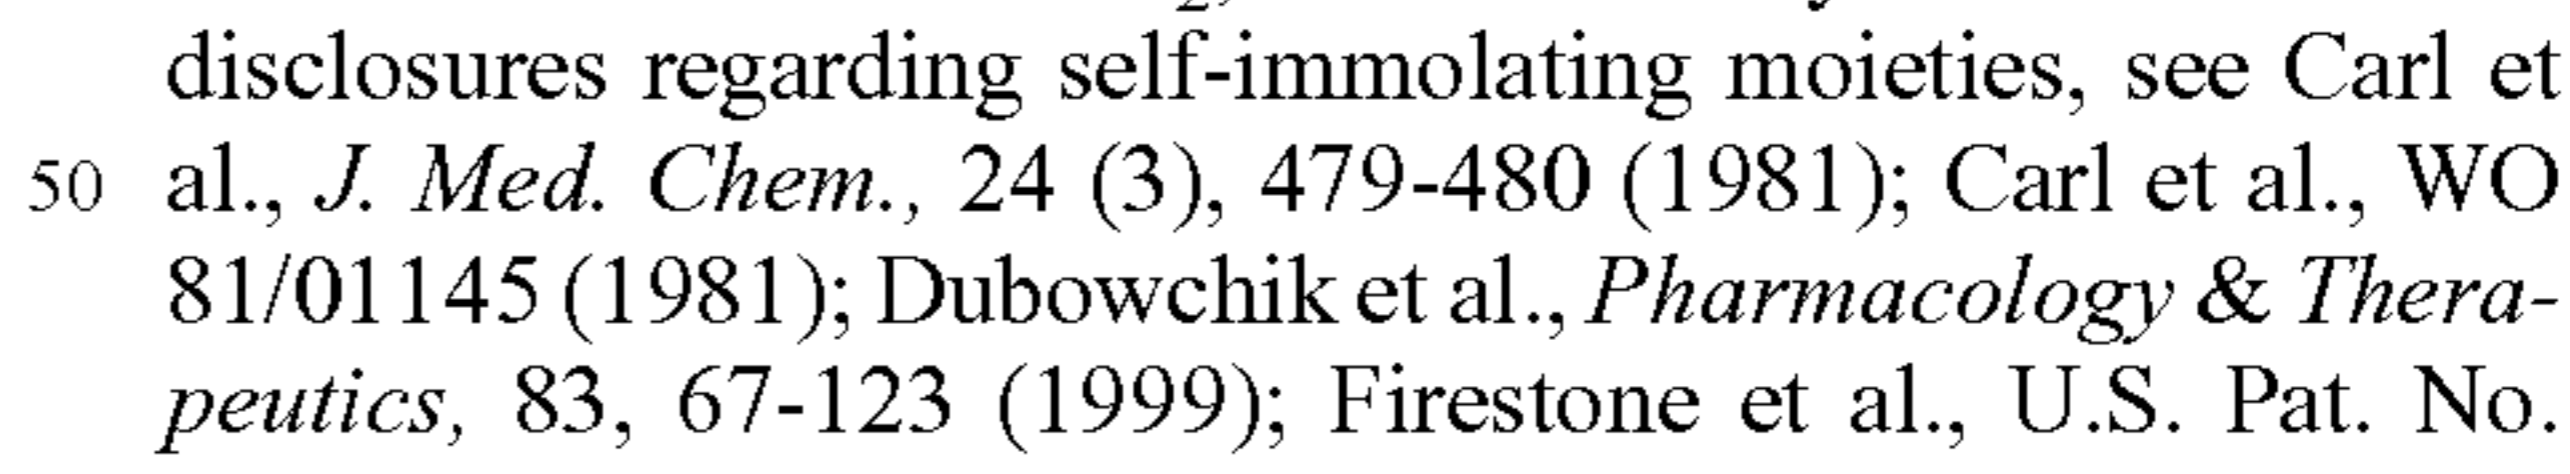 disclosures regarding self-immolating moieties, see Carl et
50 al., J. Med. Chem., 24 (3), 479-480 (1981); Carl et al., WO
81/01145 (1981); Dubowchik et al., Pharmacology & Thera-
peutics, 83, 67-123 (1999); Firestone et al., U.S. Pat. No.